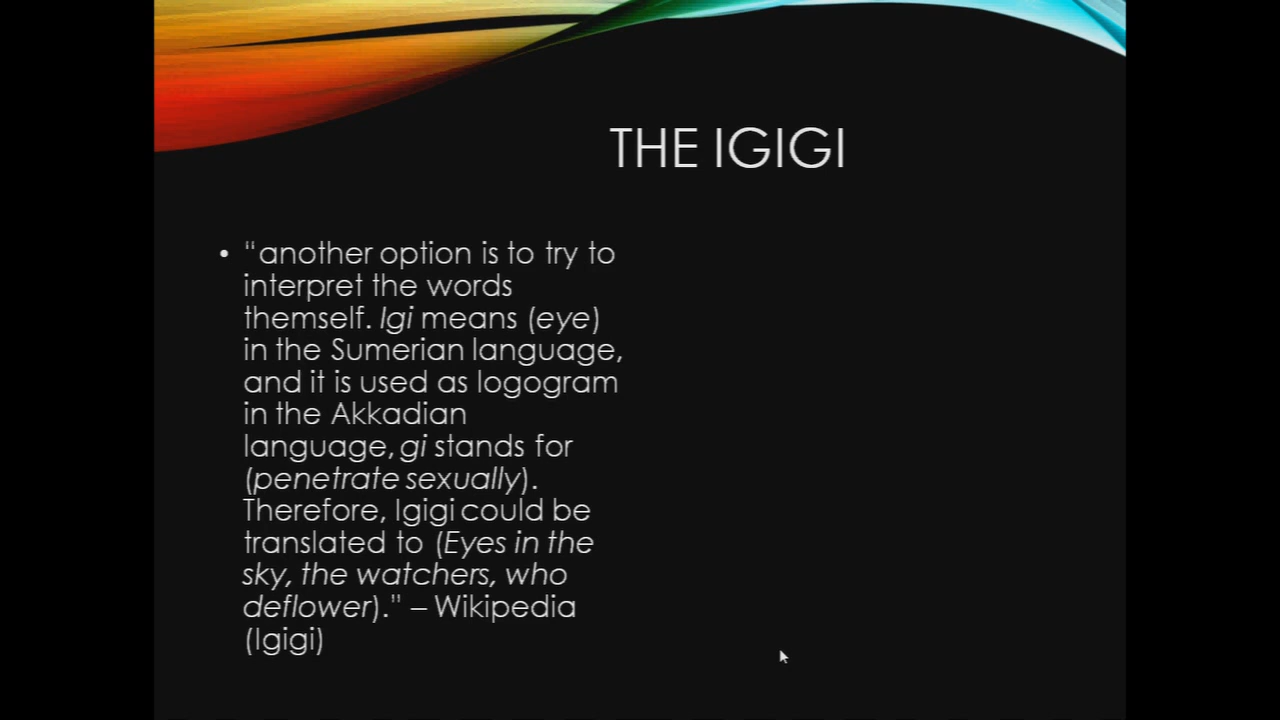 THE IGIGI
• "another option is to try to
interpret the words
themself. Igi means (eye)
in the Sumerian language,
and it is used as logogram
in the Akkadian
language, gi stands for
(penetrate sexually).
Therefore, Igigi could be
translated to (Eyes in the
sky, the watchers, who
deflower)." – Wikipedia
(Igigi)